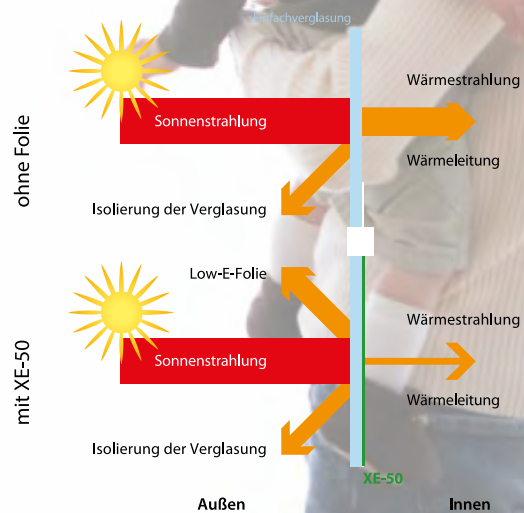 Einfachverglasung
ohne Folie
Sonnenstrahlung
Wärmestrahlung
Wärmeleitung
Isolierung der Verglasung
mit XE-50
Low-E-Folie
Sonnenstrahlung
Wärmestrahlung
Wärmeleitung
Isolierung der Verglasung
XE-50
Außen
Innen